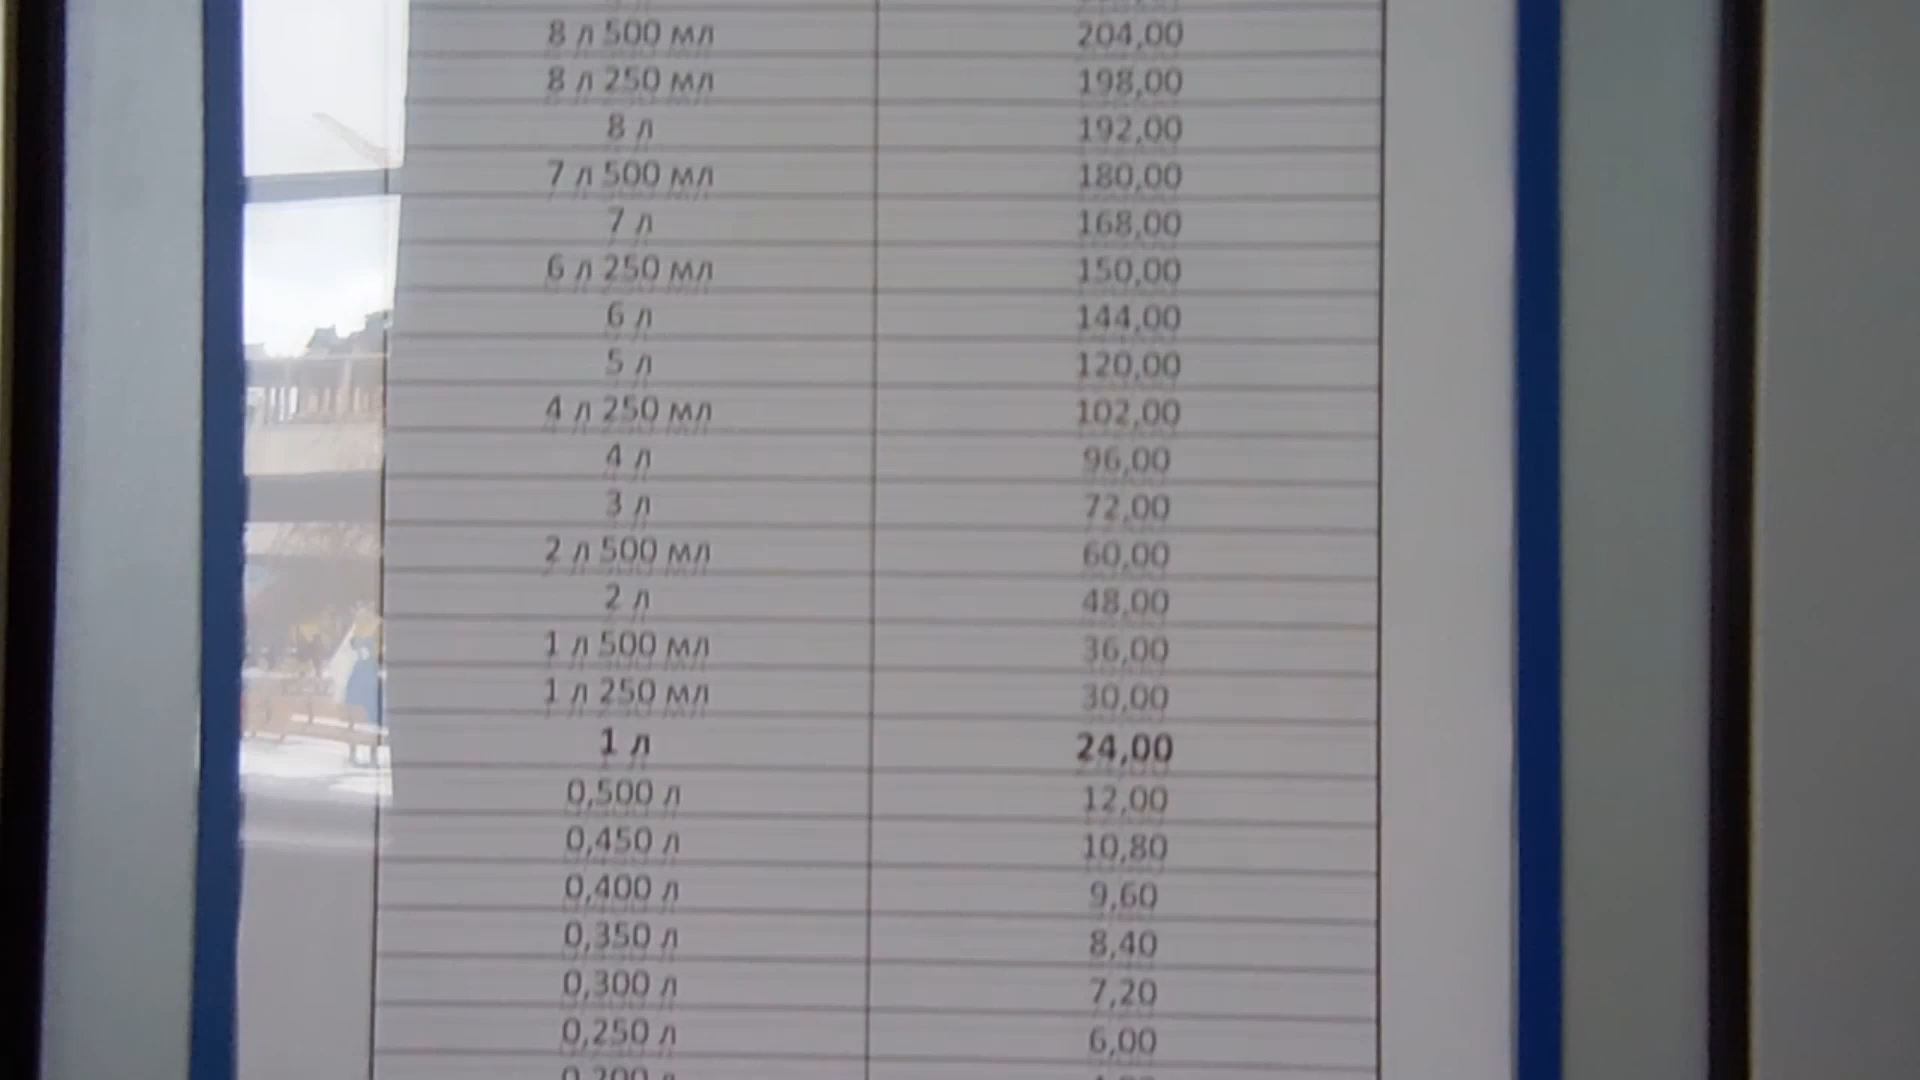 8 л 500 мл 204,00
8 л 250 мл 198,00
8 л 192,00
7 л 500 мл 180,00
7 л 168,00
6 л 250 мл 150,00
6 л 144,00
5 л 120,00
4 л 250 мл 102,00
4 л 96,00
3 л 72,00
2 л 500 мл 60,00
2 л 48,00
1 л 500 мл 36,00
1 л 250 мл 30,00
1 л 24,00
0,500 л 12,00
0,450 л 10,80
0,400 л 9,60
0,350 л 8,40
0,300 л 7,20
0,250 л 6,00
0,200 л